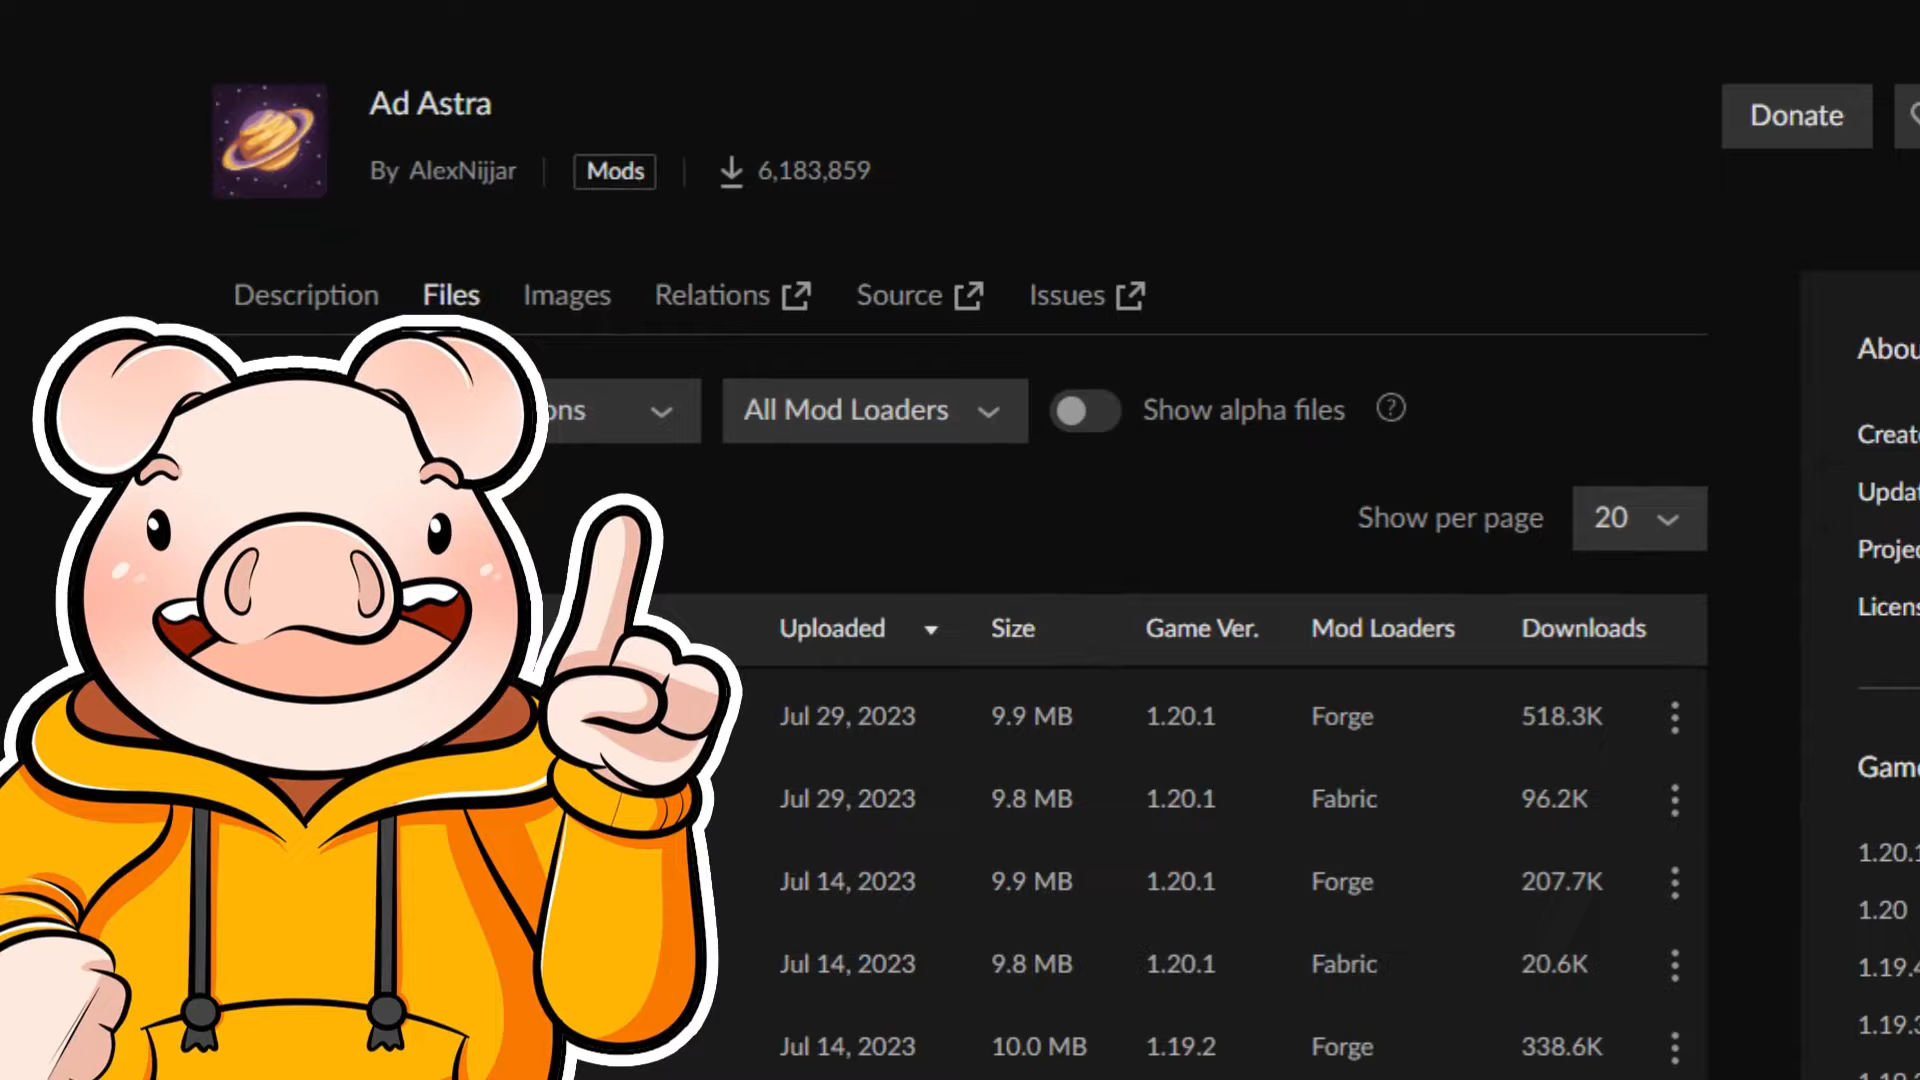 Ad Astra
Donate
By AlexNijjar Mods 6,183,859
Description Files Images Relations Source Issues
All Mod Loaders Show alpha files ?
Show per page 20
Uploaded Size Game Ver. Mod Loaders Downloads
Jul 29, 2023 9.9 MB 1.20.1 Forge 518.3K
Jul 29, 2023 9.8 MB 1.20.1 Fabric 96.2K
Jul 14, 2023 9.9 MB 1.20.1 Forge 207.7K
Jul 14, 2023 9.8 MB 1.20.1 Fabric 20.6K
Jul 14, 2023 10.0 MB 1.19.2 Forge 338.6K
1.20